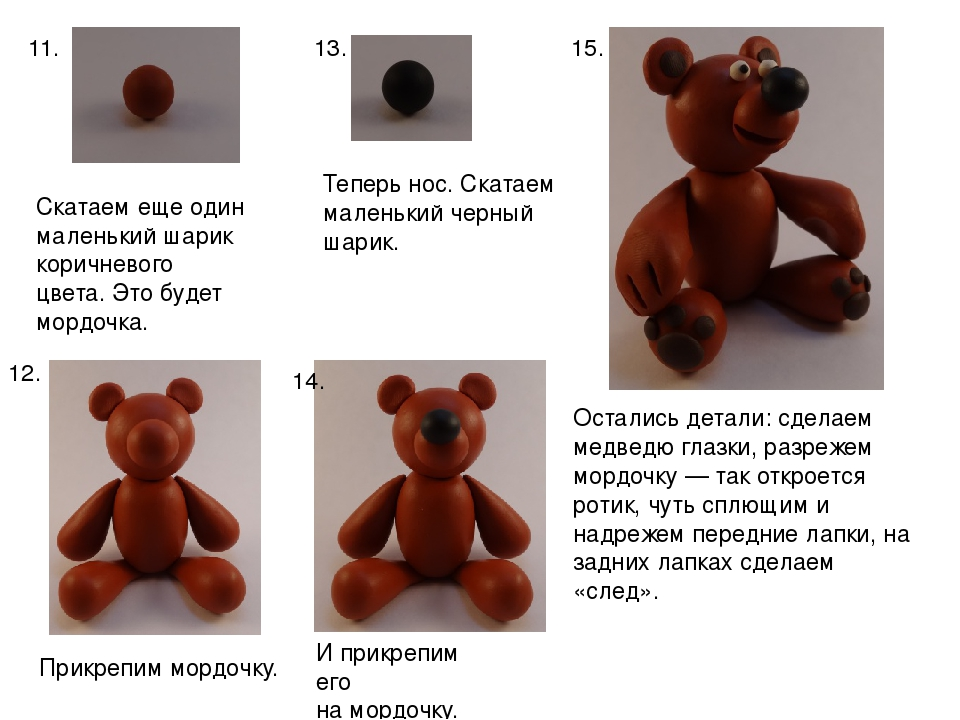 11.
Скатаем еще один
маленький шарик
коричневого
цвета. Это будет
мордочка.
12.
Прикрепим мордочку.
13.
Теперь нос. Скатаем
маленький черный
шарик.
14.
И прикрепим
его
на мордочку.
15.
Остались детали: сделаем
медведю глазки, разрежем
мордочку — так откроется
ротик, чуть сплющим и
надрежем передние лапки, на
задних лапках сделаем
«след».